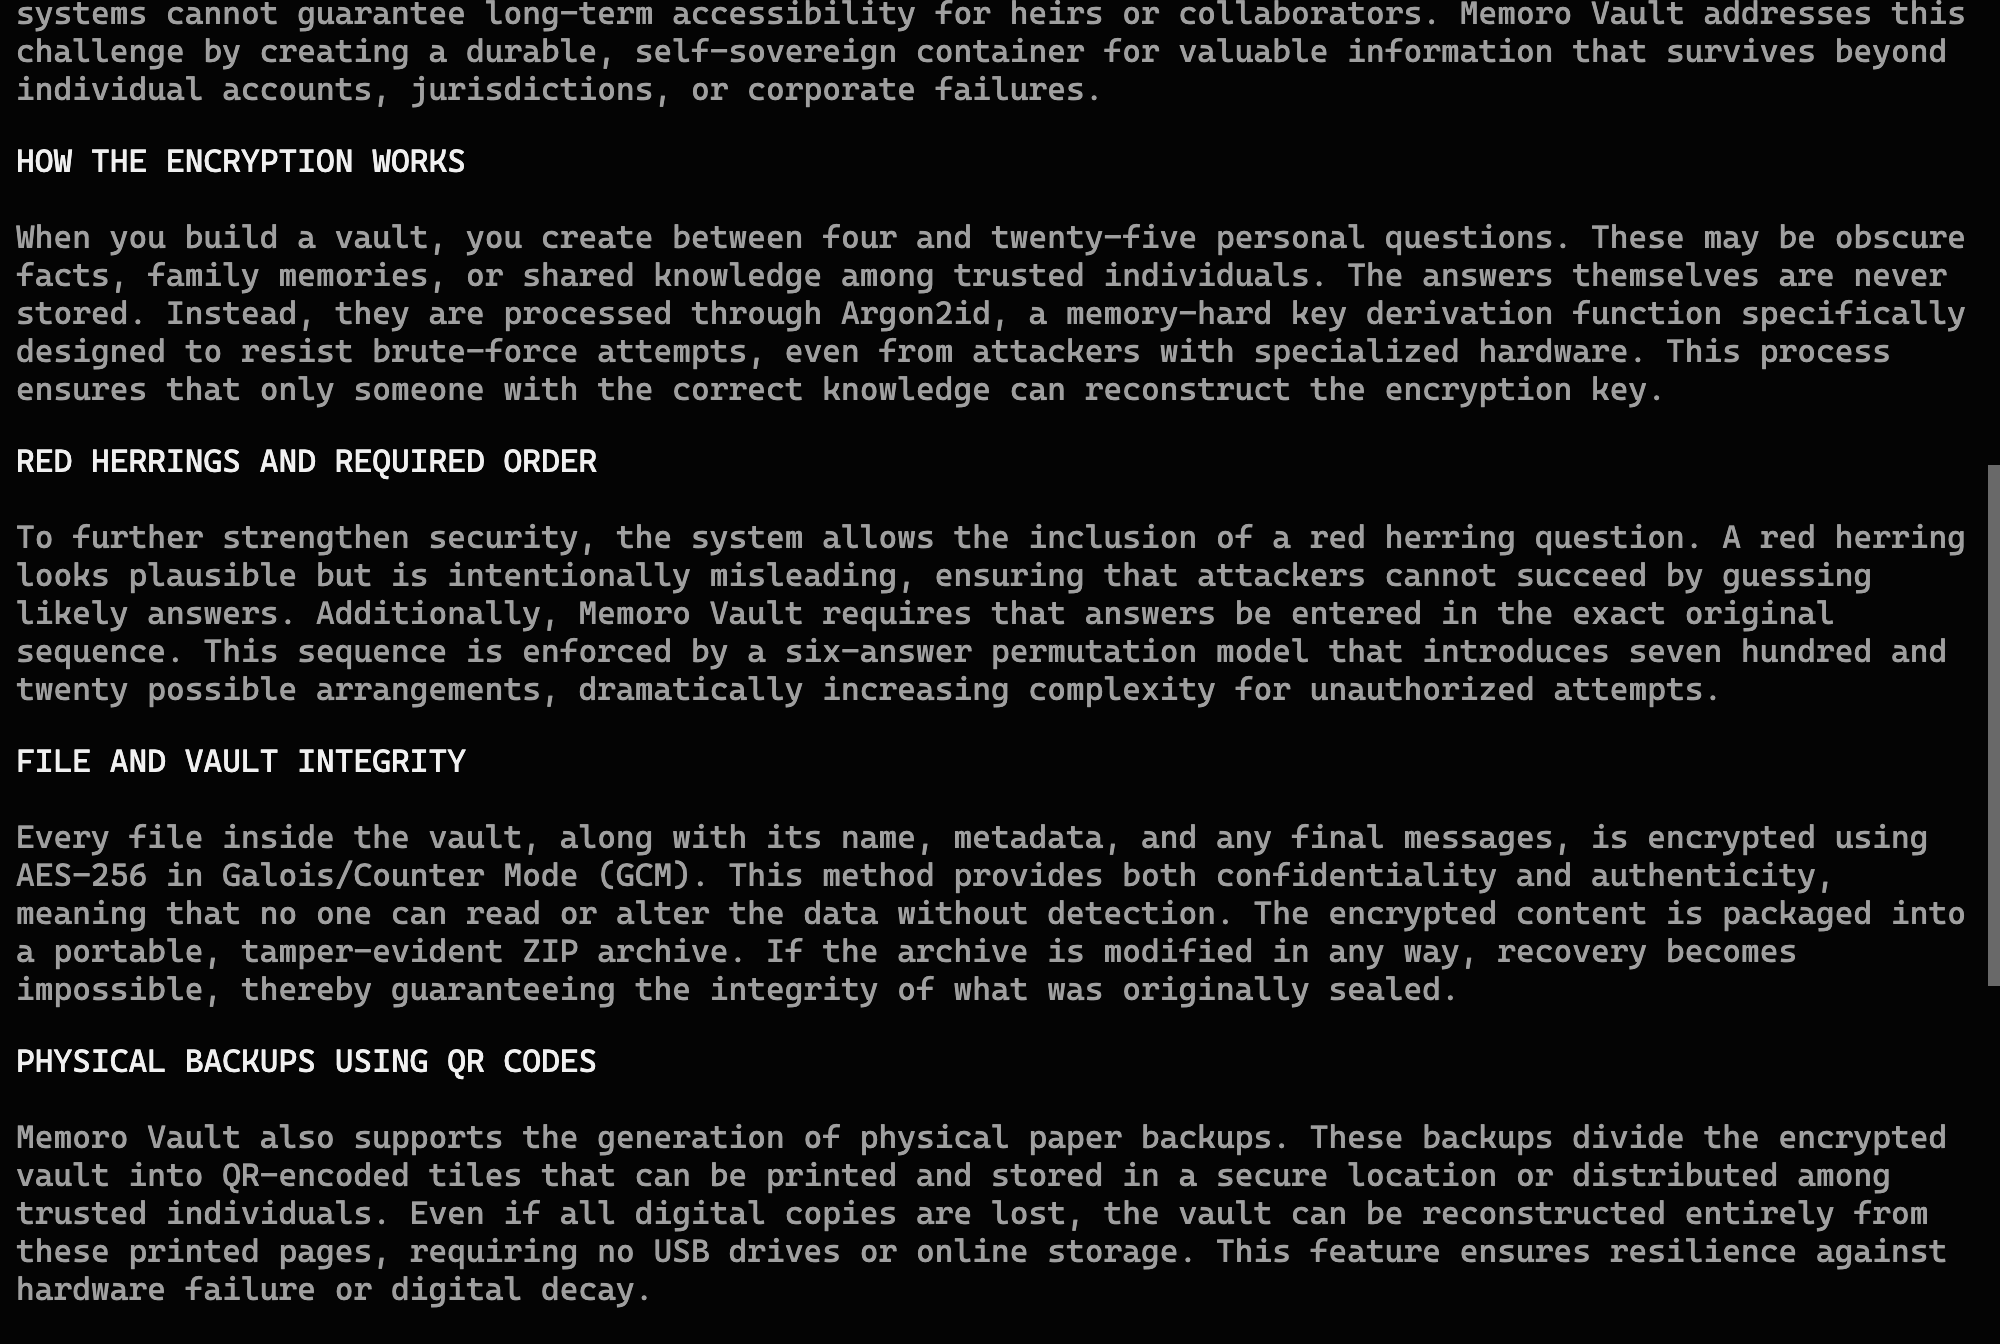 systems cannot guarantee long-term accessibility for heirs or collaborators. Memoro Vault addresses this
challenge by creating a durable, self-sovereign container for valuable information that survives beyond
individual accounts, jurisdictions, or corporate failures.
HOW THE ENCRYPTION WORKS
When you build a vault, you create between four and twenty-five personal questions. These may be obscure
facts, family memories, or shared knowledge among trusted individuals. The answers themselves are never
stored. Instead, they are processed through Argon2id, a memory-hard key derivation function specifically
designed to resist brute-force attempts, even from attackers with specialized hardware. This process
ensures that only someone with the correct knowledge can reconstruct the encryption key.
RED HERRINGS AND REQUIRED ORDER
To further strengthen security, the system allows the inclusion of a red herring question. A red herring
looks plausible but is intentionally misleading, ensuring that attackers cannot succeed by guessing
likely answers. Additionally, Memoro Vault requires that answers be entered in the exact original
sequence. This sequence is enforced by a six-answer permutation model that introduces seven hundred and
twenty possible arrangements, dramatically increasing complexity for unauthorized attempts.
FILE AND VAULT INTEGRITY
Every file inside the vault, along with its name, metadata, and any final messages, is encrypted using
AES-256 in Galois/Counter Mode (GCM). This method provides both confidentiality and authenticity,
meaning that no one can read or alter the data without detection. The encrypted content is packaged into
a portable, tamper-evident ZIP archive. If the archive is modified in any way, recovery becomes
impossible, thereby guaranteeing the integrity of what was originally sealed.
PHYSICAL BACKUPS USING QR CODES
Memoro Vault also supports the generation of physical paper backups. These backups divide the encrypted
vault into QR-encoded tiles that can be printed and stored in a secure location or distributed among
trusted individuals. Even if all digital copies are lost, the vault can be reconstructed entirely from
these printed pages, requiring no USB drives or online storage. This feature ensures resilience against
hardware failure or digital decay.